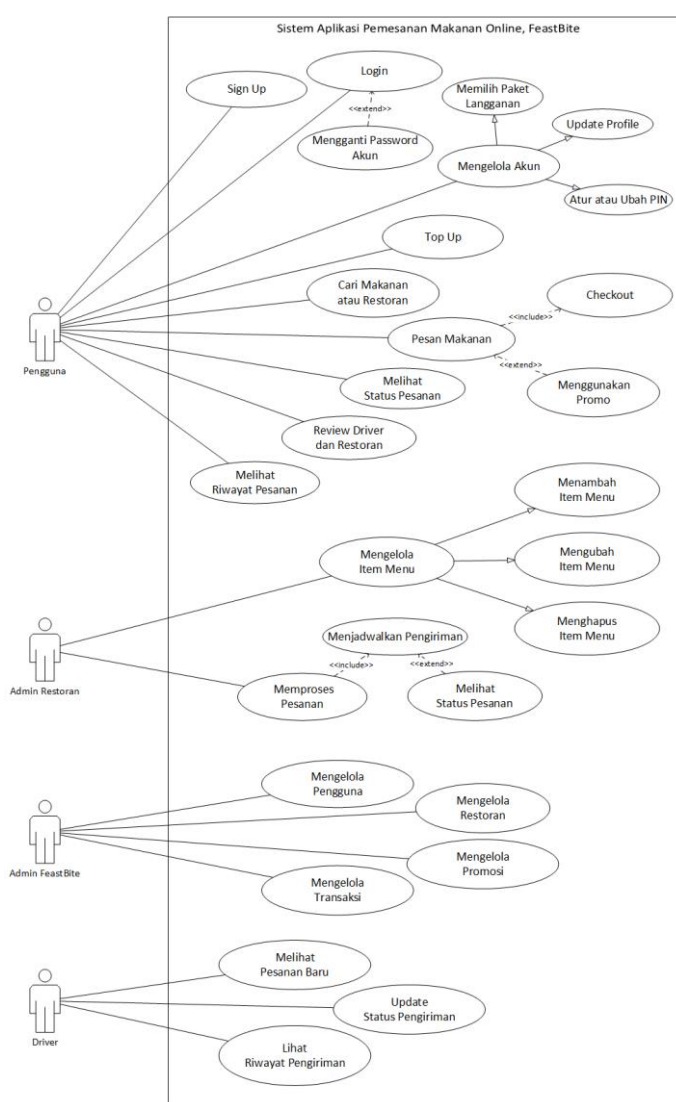 Sistem Aplikasi Pemesanan Makanan Online, FeastBite
Sign Up
Login
<<extend>>
Mengganti Password
Akun
Memilih Paket
Langganan
Update Profile
Mengelola Akun
Atur atau Ubah PIN
Top Up
Cari Makanan
atau Restoran
Checkout
<<include>>
Pesan Makanan
<<extend>>
Menggunakan
Promo
Pengguna
Melihat
Status Pesanan
Review Driver
dan Restoran
Melihat
Riwayat Pesanan
Menambah
Item Menu
Mengelola
Item Menu
Mengubah
Item Menu
Menghapus
Item Menu
Admin Restoran
Menjadwalkan Pengiriman
<<include>>
<<extend>>
Memproses
Pesanan
Melihat
Status Pesanan
Mengelola
Pengguna
Mengelola
Restoran
Admin FeastBite
Mengelola
Promosi
Mengelola
Transaksi
Melihat
Pesanan Baru
Update
Status Pengiriman
Driver
Lihat
Riwayat Pengiriman